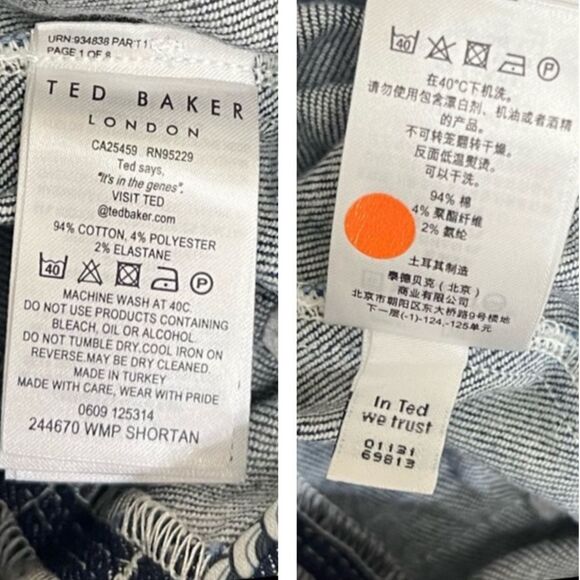 URN:934838 PART 1
PAGE 1 OF 8
TED BAKER
LONDON
CA25459 RN95229
Ted says,
"It's in the genes".
VISIT TED
@tedbaker.com
94% COTTON, 4% POLYESTER
2% ELASTANE
40 P
MACHINE WASH AT 40C.
DO NOT USE PRODUCTS CONTAINING
BLEACH, OIL OR ALCOHOL.
DO NOT TUMBLE DRY.COOL IRON ON
REVERSE.MAY BE DRY CLEANED.
MADE IN TURKEY
MADE WITH CARE, WEAR WITH PRIDE
0609 125314
244670 WMP SHORTAN
40 P
在40°C下机洗。
请勿使用包含漂白剂、机油或者酒精
的产品。
不可转笼翻转干燥。
反面低温熨烫。
可以干洗。
94% 棉
4% 聚酯纤维
2% 氨纶
土耳其制造
泰德贝克（北京）
商业有限公司
北京市朝阳区东大桥路9号楼地
下一层(-1)-124,-125单元
In Ted
we trust
01131
69813